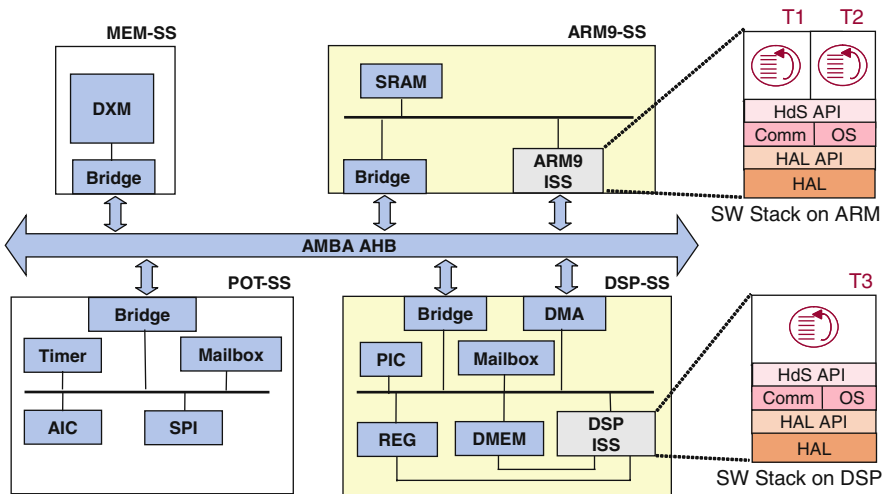 MEM-SS
DXM
Bridge
ARM9-SS
SRAM
Bridge
ARM9
ISS
T1 T2
HdS API
Comm OS
HAL API
HAL
SW Stack on ARM
AMBA AHB
POT-SS
Bridge
Timer
Mailbox
AIC
SPI
DSP-SS
Bridge
DMA
PIC
Mailbox
REG
DMEM
DSP
ISS
T3
HdS API
Comm OS
HAL API
HAL
SW Stack on DSP